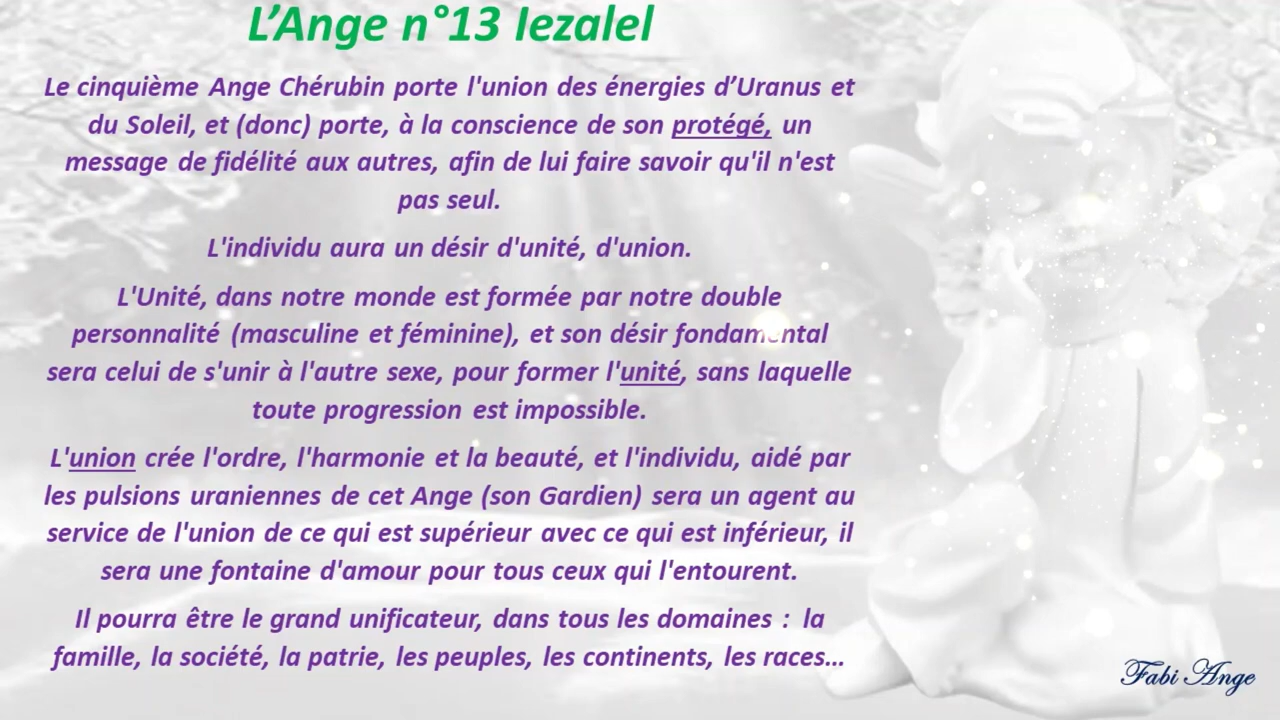 L’Ange n°13 Iezalel
Le cinquième Ange Chérubin porte l'union des énergies d’Uranus et
du Soleil, et (donc) porte, à la conscience de son protégé, un
message de fidélité aux autres, afin de lui faire savoir qu'il n'est
pas seul.
L'individu aura un désir d'unité, d'union.
L'Unité, dans notre monde est formée par notre double
personnalité (masculine et féminine), et son désir fondamental
sera celui de s'unir à l'autre sexe, pour former l'unité, sans laquelle
toute progression est impossible.
L'union crée l'ordre, l'harmonie et la beauté, et l'individu, aidé par
les pulsions uraniennes de cet Ange (son Gardien) sera un agent au
service de l'union de ce qui est supérieur avec ce qui est inférieur, il
sera une fontaine d'amour pour tous ceux qui l'entourent.
Il pourra être le grand unificateur, dans tous les domaines : la
famille, la société, la patrie, les peuples, les continents, les races...
Fabi Ange